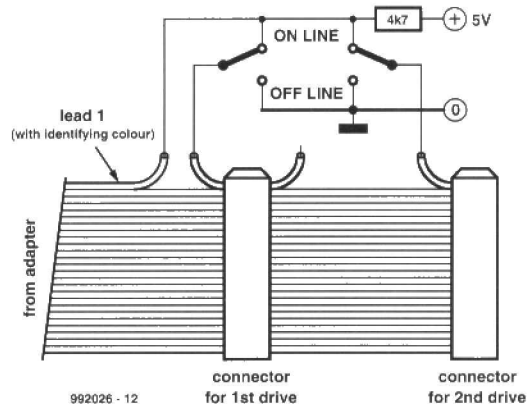 4k7
+
5V
ON LINE
OFF LINE
0
lead 1
(with identifying colour)
from adapter
connector
for 1st drive
connector
for 2nd drive
992026 - 12